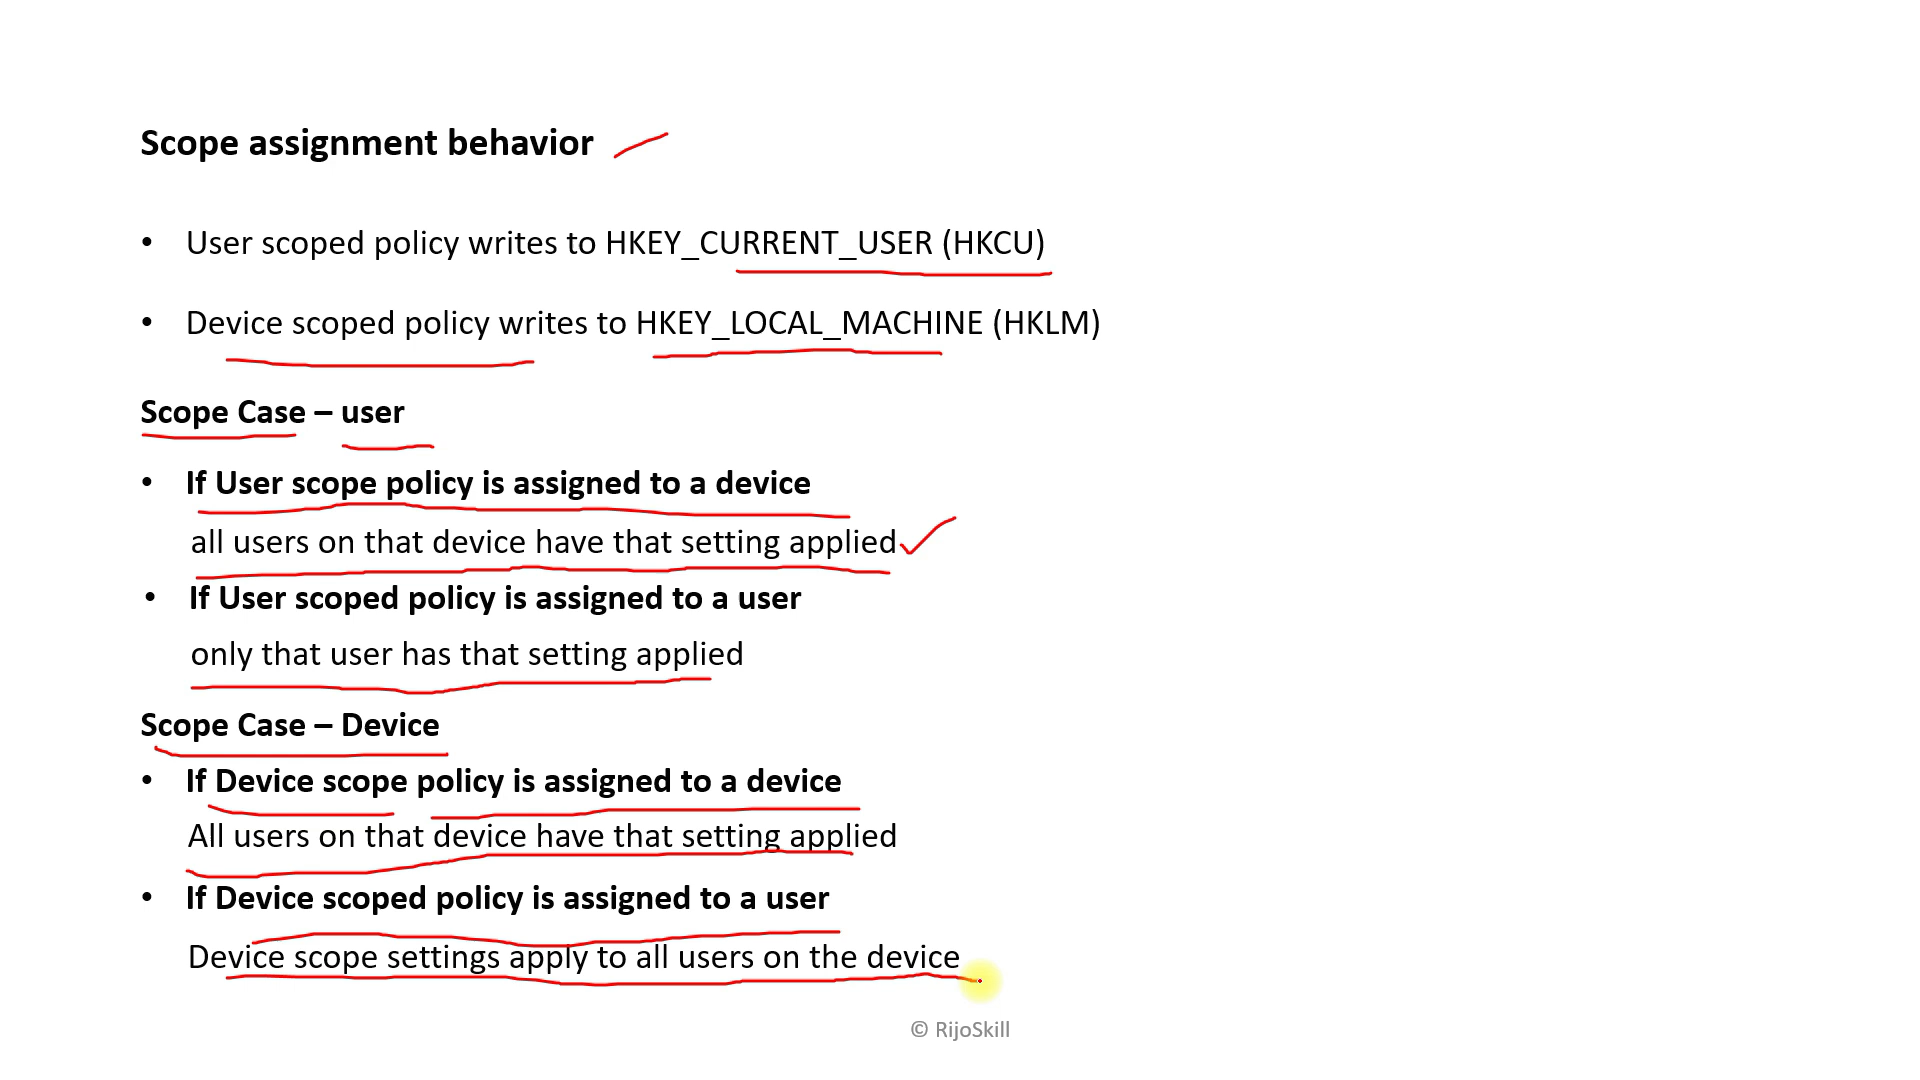 Scope assignment behavior
• User scoped policy writes to HKEY_CURRENT_USER (HKCU)
• Device scoped policy writes to HKEY_LOCAL_MACHINE (HKLM)
Scope Case – user
• If User scope policy is assigned to a device
all users on that device have that setting applied
• If User scoped policy is assigned to a user
only that user has that setting applied
Scope Case – Device
• If Device scope policy is assigned to a device
All users on that device have that setting applied
• If Device scoped policy is assigned to a user
Device scope settings apply to all users on the device
© RijoSkill